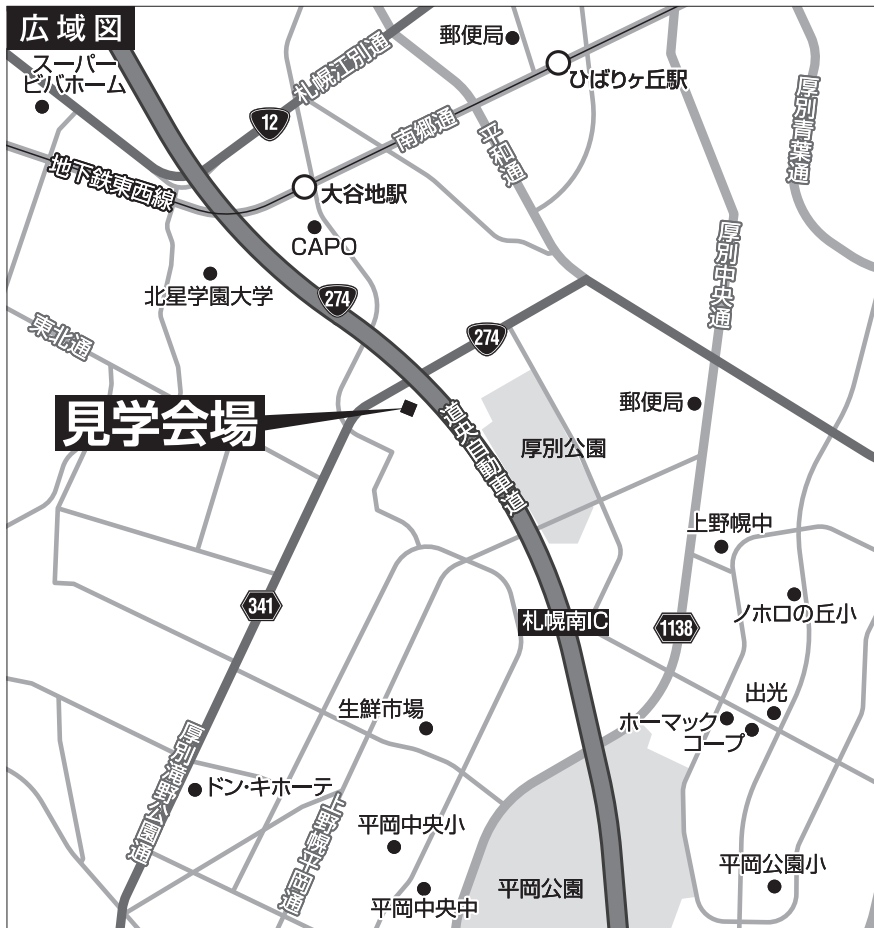 広域図
スーパー
ビバホーム
郵便局
ひばりヶ丘駅
札幌江別通
12
南郷通
平和通
厚別青葉通
地下鉄東西線
大谷地駅
CAPO
北星学園大学
厚別中央通
274
274
東北通
見学会場
道央自動車道
郵便局
厚別公園
上野幌中
ノホロの丘小
341
札幌南IC
1138
出光
ホーマック
コープ
生鮮市場
厚別滝野公園通
ドン・キホーテ
上野幌平岡通
平岡中央小
平岡公園小
平岡中央中
平岡公園